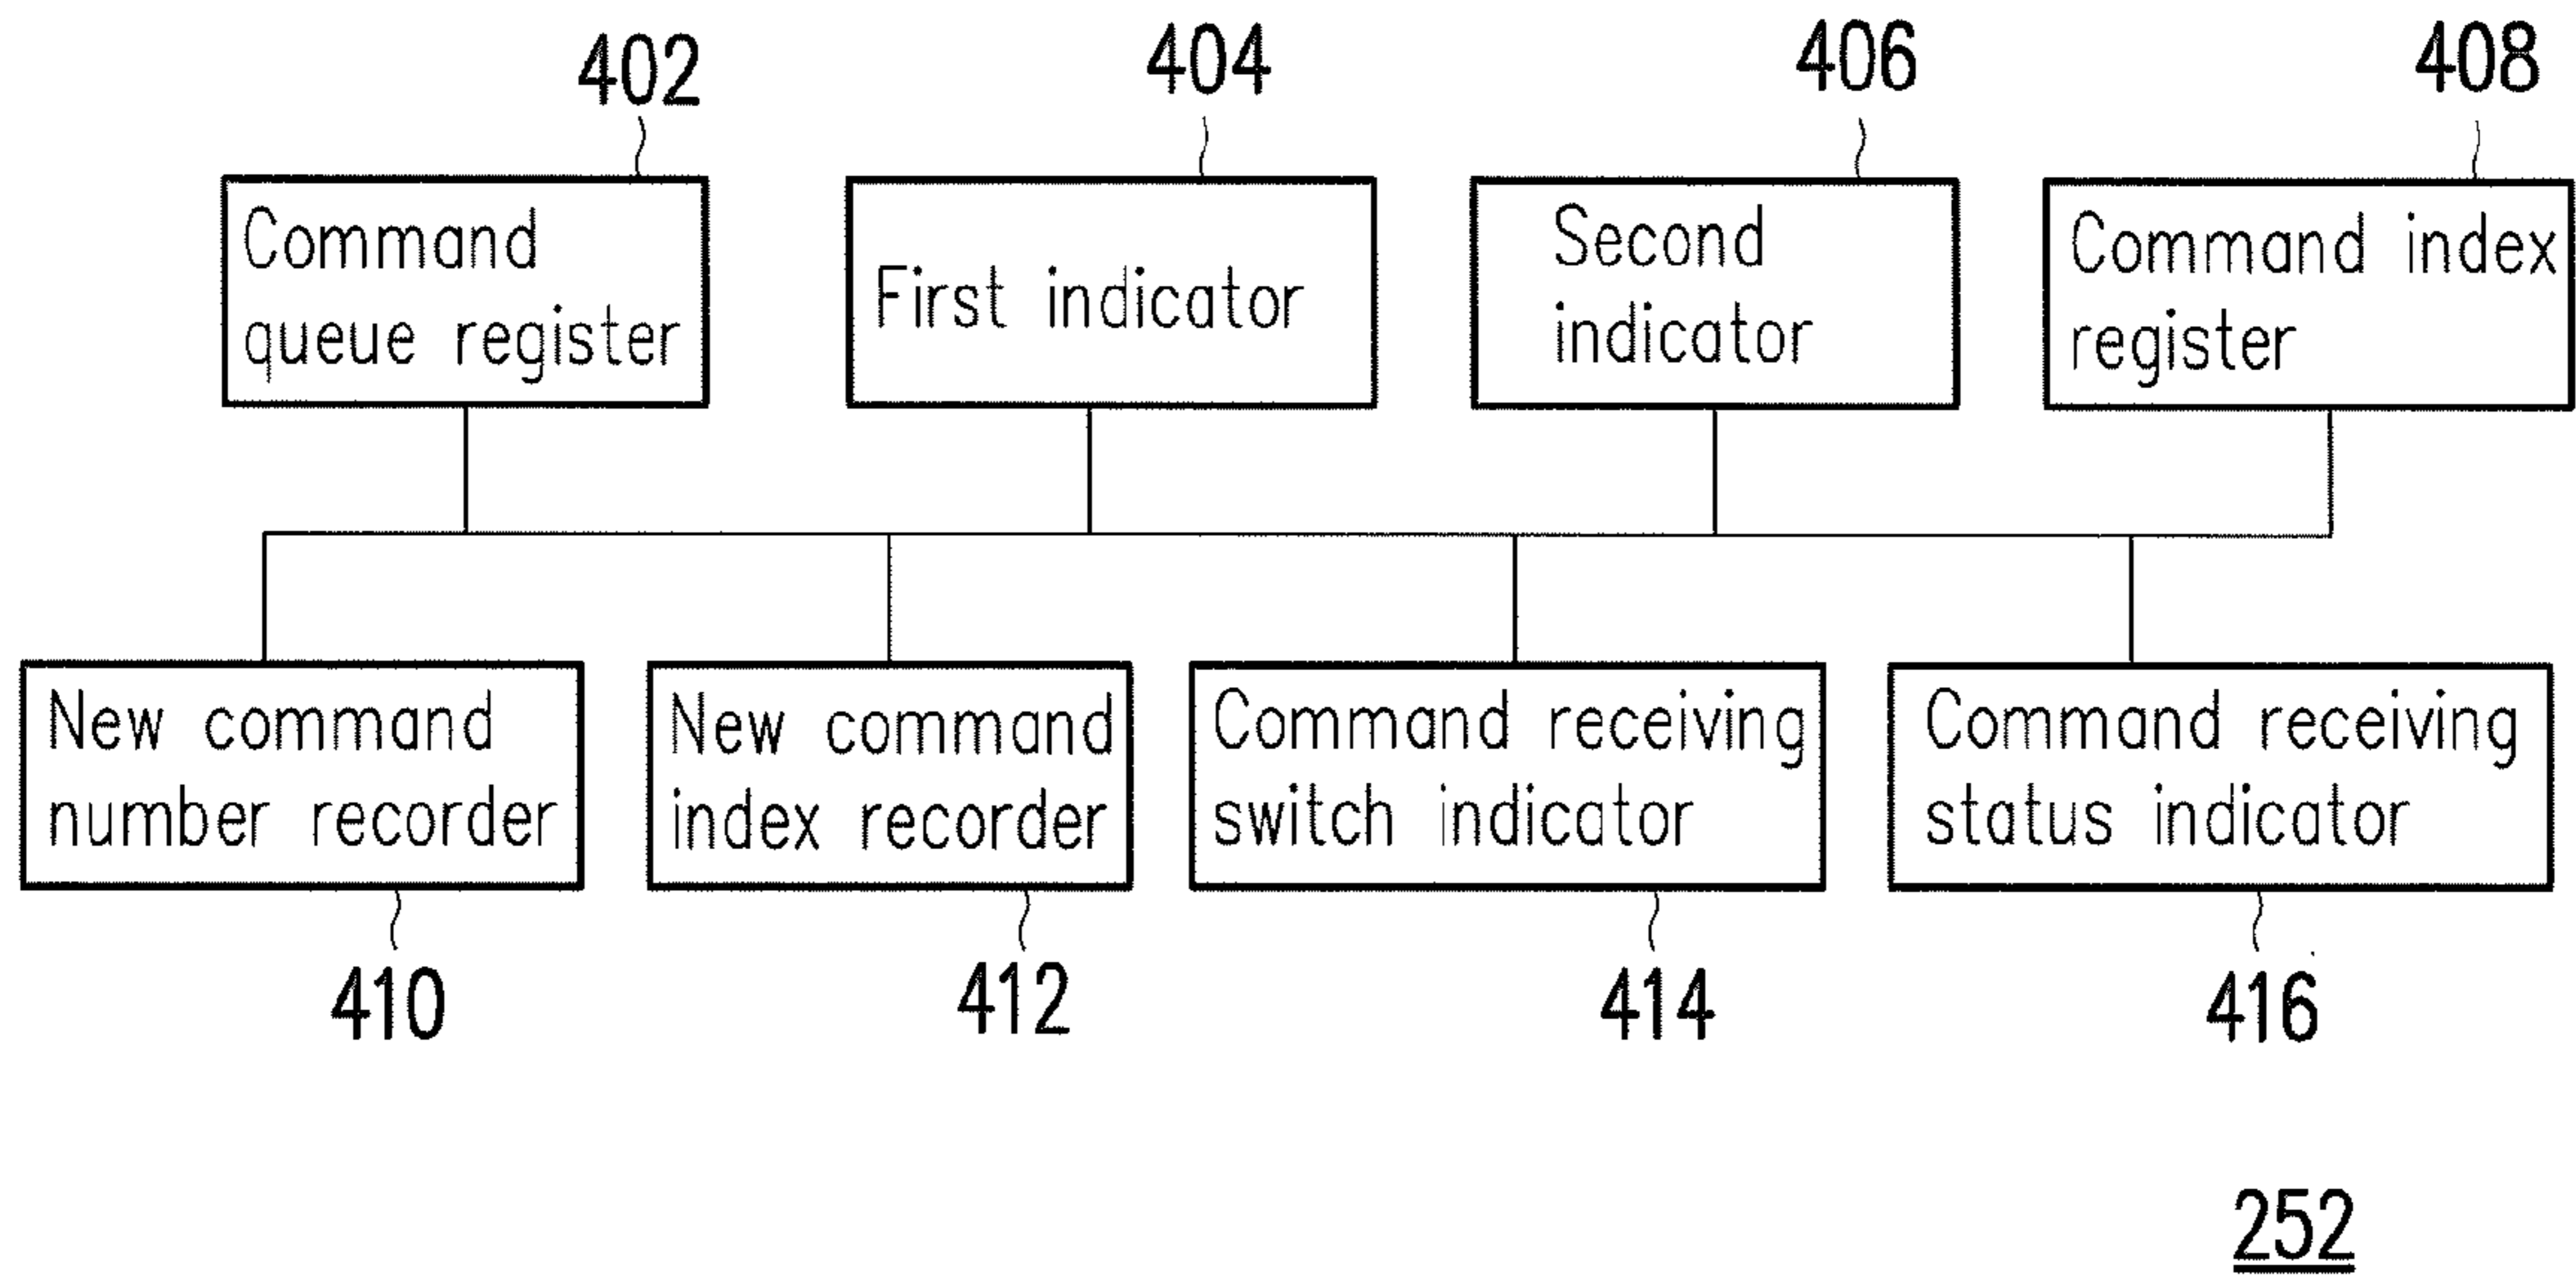 402
404
406
408
Command
queue register
First indicator
Second
indicator
Command index
register
New command
number recorder
New command
index recorder
Command receiving
switch indicator
Command receiving
status indicator
410
412
414
416
252